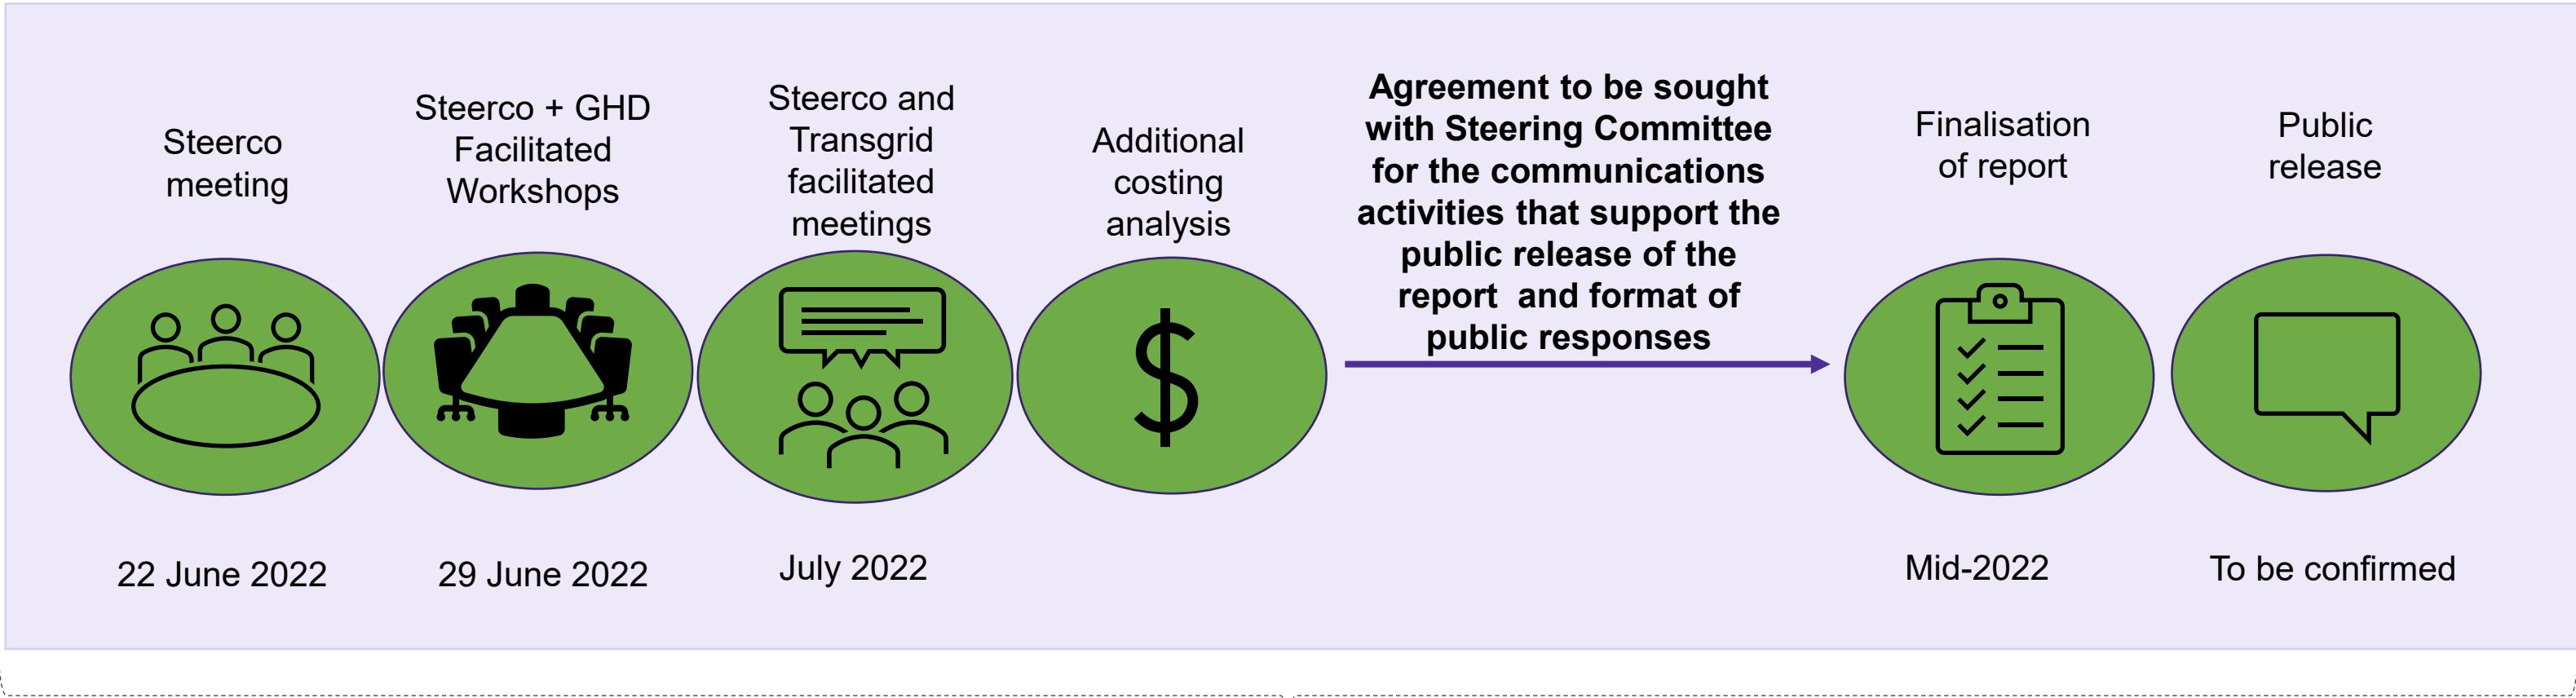 Steerco
meeting
Steerco + GHD
Facilitated
Workshops
Steerco and
Transgrid
facilitated
meetings
Additional
costing
analysis
Agreement to be sought
with Steering Committee
for the communications
activities that support the
public release of the
report  and format of
public responses
Finalisation
of report
Public
release
$
22 June 2022
29 June 2022
July 2022
Mid-2022
To be confirmed